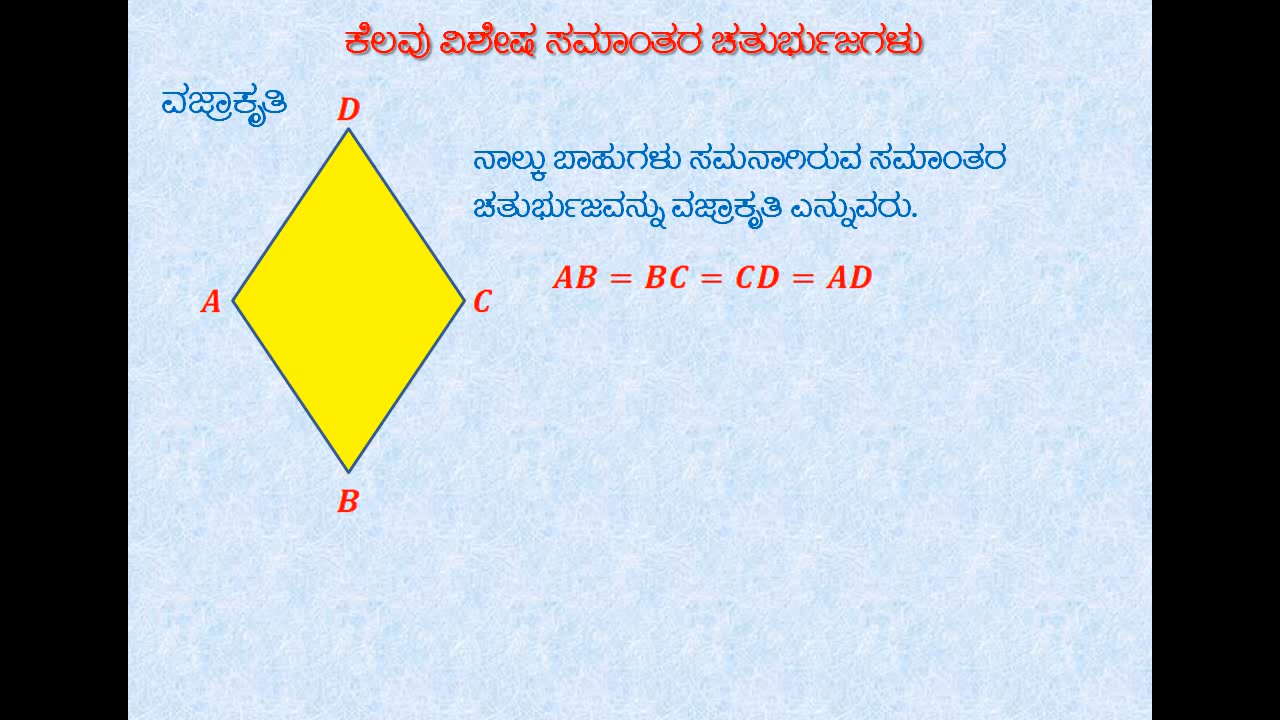 ಕೆಲವು ವಿಶೇಷ ಸಮಾಂತರ ಚತುರ್ಭುಜಗಳು
ವಜ್ರಾಕೃತಿ
D
ನಾಲ್ಕು ಬಾಹುಗಳು ಸಮನಾಗಿರುವ ಸಮಾಂತರ
ಚತುರ್ಭುಜವನ್ನು ವಜ್ರಾಕೃತಿ ಎನ್ನುವರು.
AB = BC = CD = AD
A
C
B